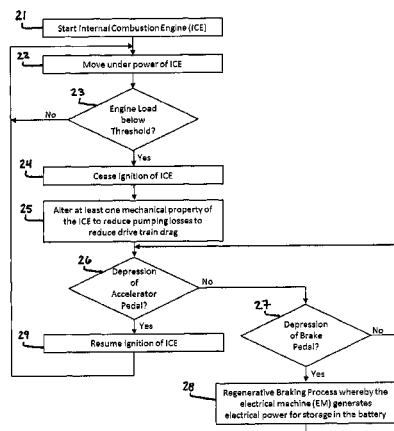 21
Start Internal Combustion Engine (ICE)
22
Move under power of ICE
23
Engine Load
below
Threshold?
No
Yes
24
Cease ignition of ICE
25
Alter at least one mechanical property of
the ICE to reduce pumping losses to
reduce drive train drag
26
Depression
of
Accelerator
Pedal?
No
Yes
27
Depression
of Brake
Pedal?
No
Yes
29
Resume Ignition of ICE
28
Regenerative Braking Process whereby the
electrical machine (EM) generates
electrical power for storage in the battery